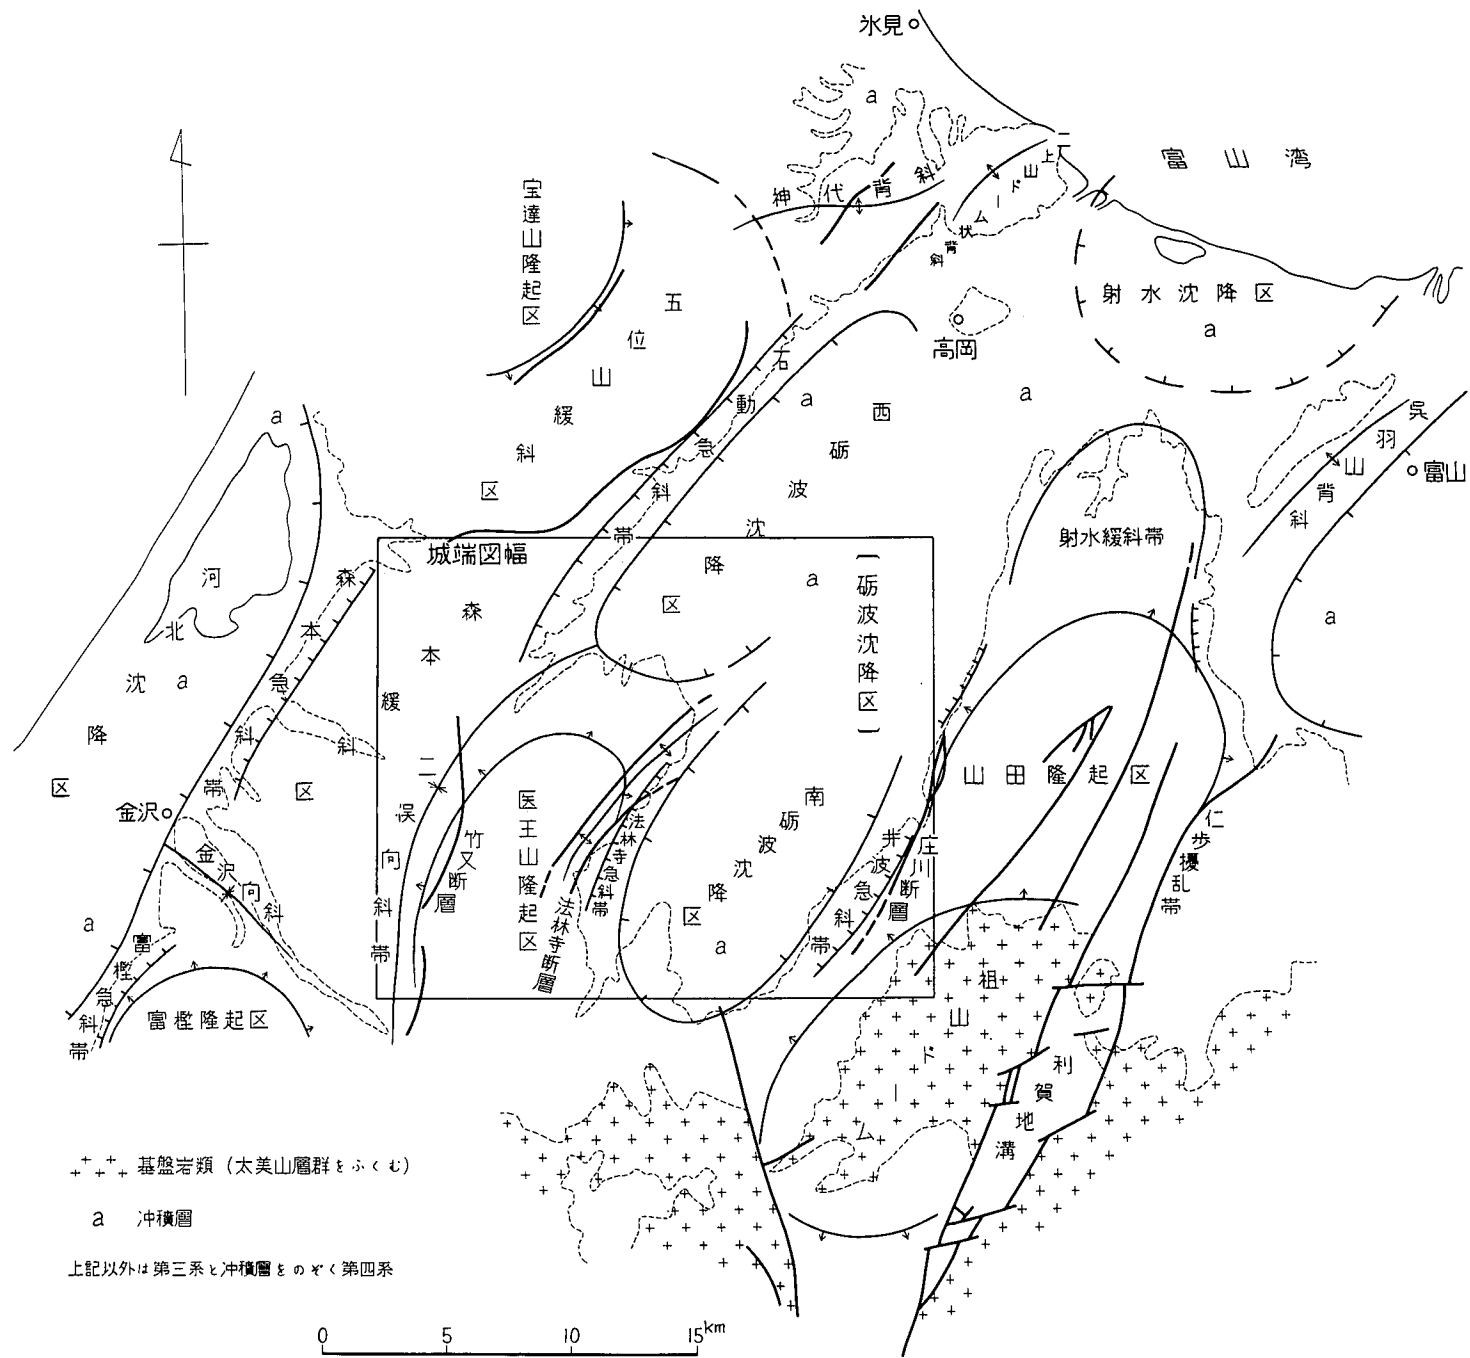 氷見
a
富山湾
二上山ドーム状背斜
神代背斜
宝達山隆起区
五位山緩斜区
射水沈降区
a
高岡
石動急斜帯
a
西砺波沈降区
a
呉羽山背斜
富山
a
河北沈降区
a
城端図幅
射水緩斜帯
森本急斜帯
森本緩斜区
a
〔砺波沈降区〕
a
金沢
二俣向斜帯
竹又断層
医王山隆起区
法林寺急斜帯
法林寺断層
南砺波沈降区
a
井波急斜帯
庄川断層
山田隆起区
仁歩擾乱帯
金沢向斜
a
富樫急斜帯
富樫隆起区
祖山ドーム
利賀地溝
基盤岩類(太美山層群をふくむ)
a 冲積層
上記以外は第三系と冲積層をのぞく第四系
0 5 10 15km